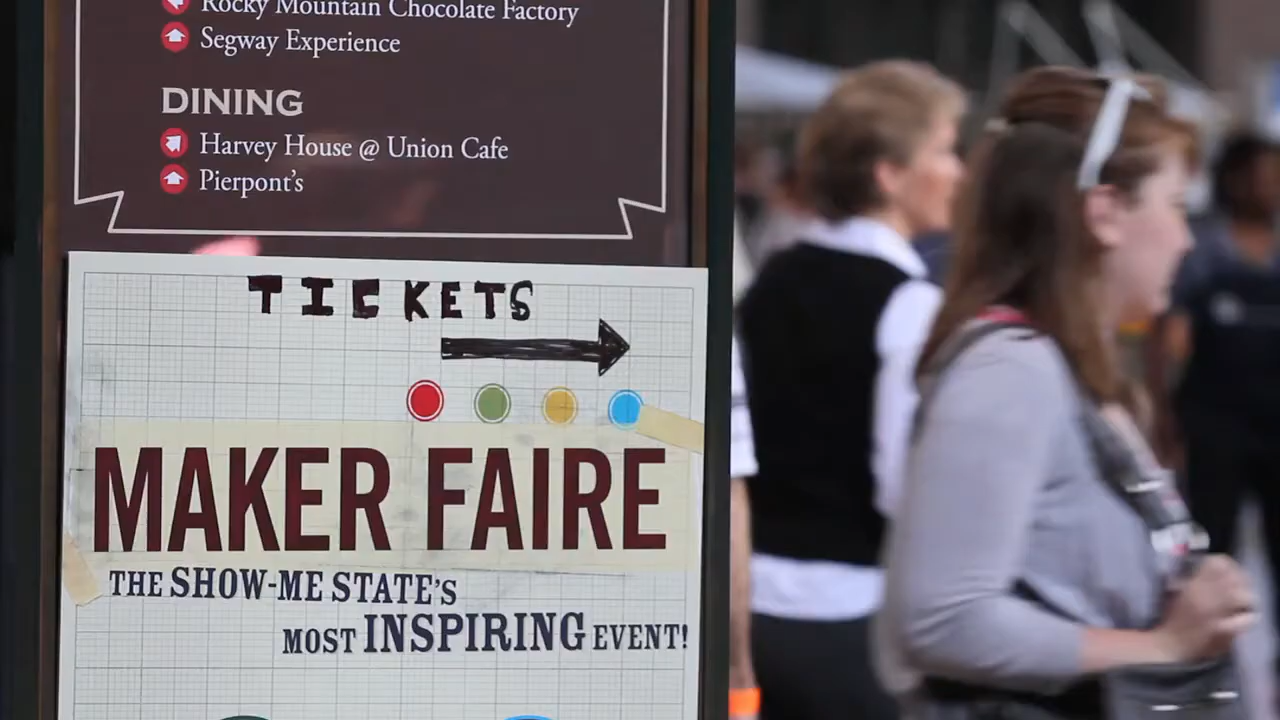 Rocky Mountain Chocolate Factory
Segway Experience
DINING
Harvey House @ Union Cafe
Pierpont's
TICKETS
MAKER FAIRE
THE SHOW-ME STATE'S
MOST INSPIRING EVENT!